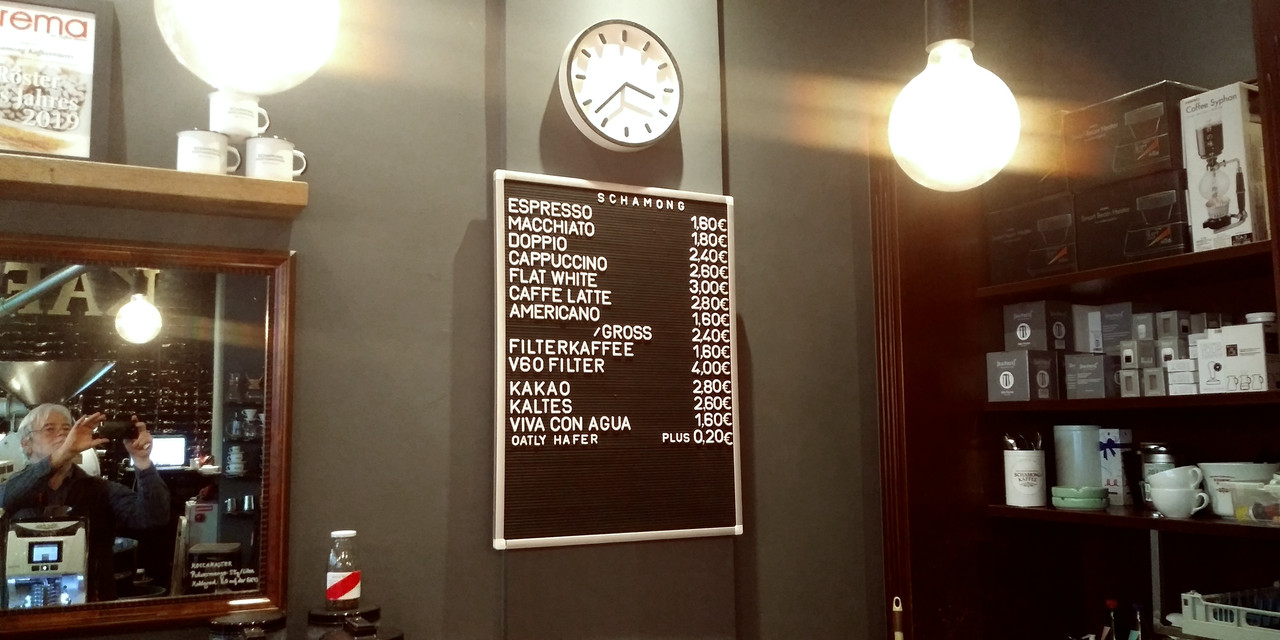 rema
Röster
s Jahres
2019
SCHAMONG
ESPRESSO 1,60€
MACCHIATO 1,80€
DOPPIO 2,40€
CAPPUCCINO 2,60€
FLAT WHITE 3,00€
CAFFE LATTE 2,80€
AMERICANO 1,60€
/GROSS 2,40€
FILTERKAFFEE 1,60€
V60 FILTER 4,00€
KAKAO 2,80€
KALTES 2,60€
VIVA CON AGUA 1,60€
OATLY HAFER PLUS 0,20€
Coffee Syphon
SCHAMONG
KAFFEE